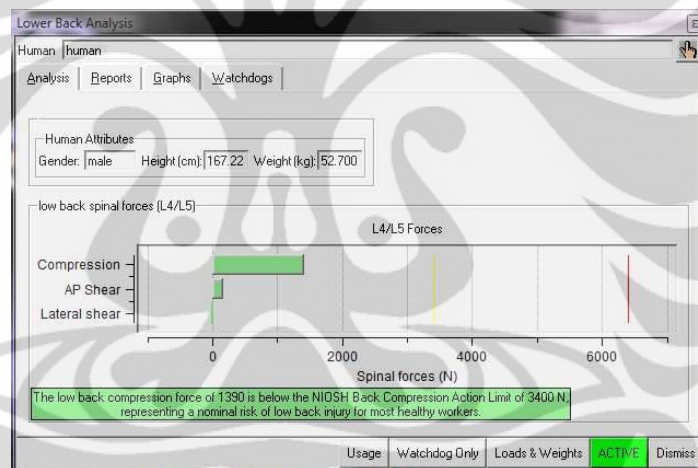 Lower Back Analysis
Human human
Analysis Reports Graphs Watchdogs
Human Attributes
Gender: male Height (cm): 167.22 Weight (kg): 52.700
low back spinal forces (L4/L5)
L4/L5 Forces
Compression
AP Shear
Lateral shear
0 2000 4000 6000
Spinal forces (N)
The low back compression force of 1390 is below the NIOSH Back Compression Action Limit of 3400 N,
representing a nominal risk of low back injury for most healthy workers.
Usage Watchdog Only Loads & Weights ACTIVE Dismiss